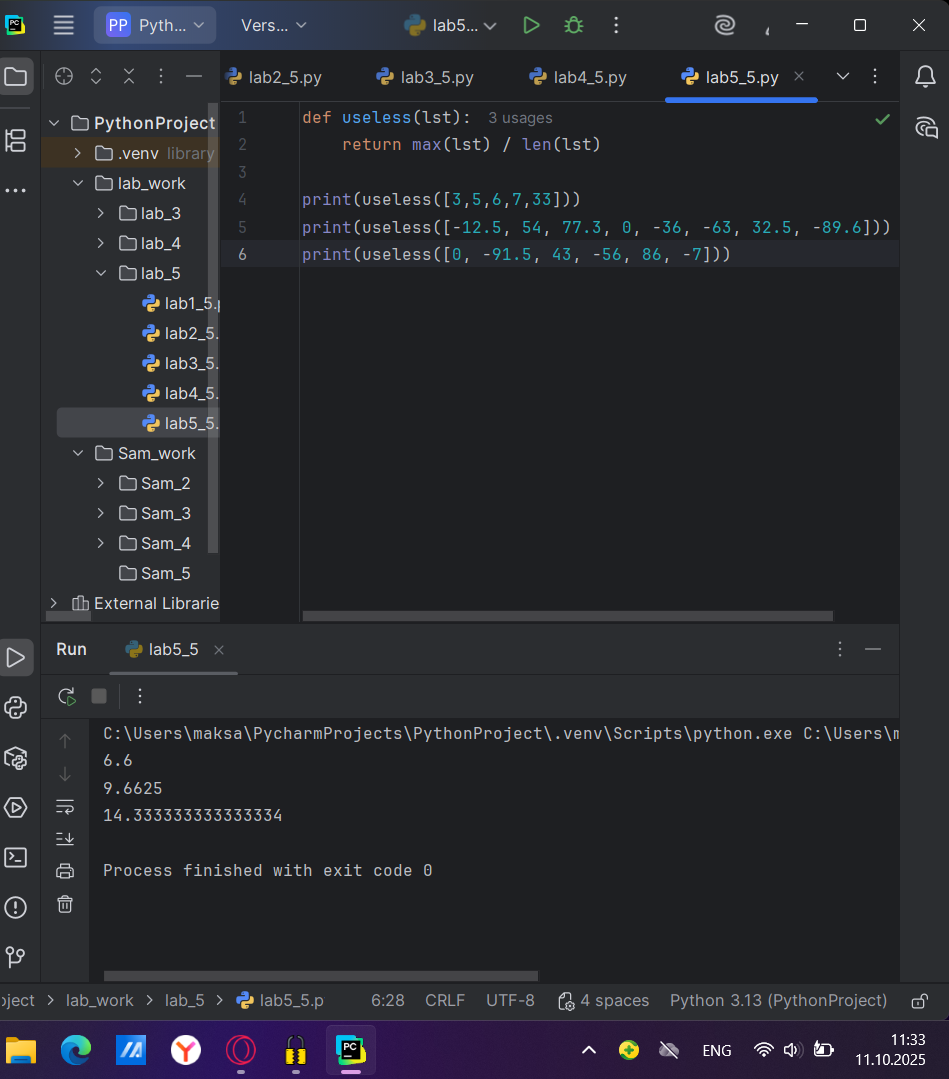 PC
PP Pyth...
Vers...
lab5...
lab2_5.py
lab3_5.py
lab4_5.py
lab5_5.py
PythonProject
.venv library
lab_work
lab_3
lab_4
lab_5
lab1_5.p
lab2_5.
lab3_5.
lab4_5.
lab5_5.
Sam_work
Sam_2
Sam_3
Sam_4
Sam_5
External Librarie
1 def useless(lst): 3 usages
2 return max(lst) / len(lst)
3
4 print(useless([3,5,6,7,33]))
5 print(useless([-12.5, 54, 77.3, 0, -36, -63, 32.5, -89.6]))
6 print(useless([0, -91.5, 43, -56, 86, -7]))
Run lab5_5
C:\Users\maksa\PycharmProjects\PythonProject\.venv\Scripts\python.exe C:\Users\m
6.6
9.6625
14.333333333333334
Process finished with exit code 0
oject > lab_work > lab_5 > lab5_5.p 6:28 CRLF UTF-8 4 spaces Python 3.13 (PythonProject)
PC
ENG
11:33
11.10.2025